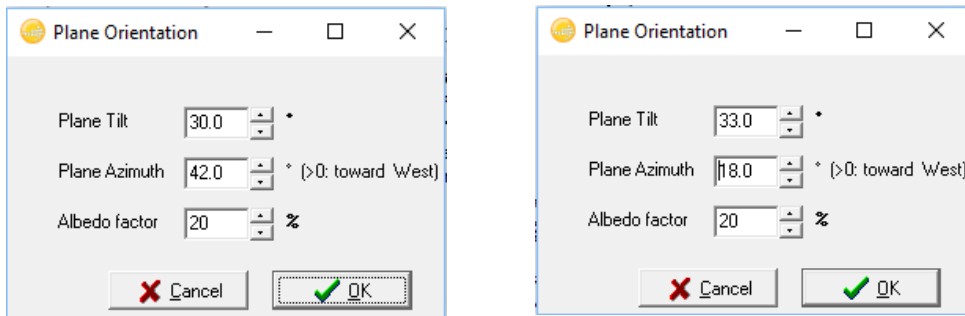 Plane Orientation
Plane Tilt 30.0 °
Plane Azimuth 42.0 ° (>0: toward West)
Albedo factor 20 %
Cancel OK
Plane Orientation
Plane Tilt 33.0 °
Plane Azimuth 18.0 ° (>0: toward West)
Albedo factor 20 %
Cancel OK